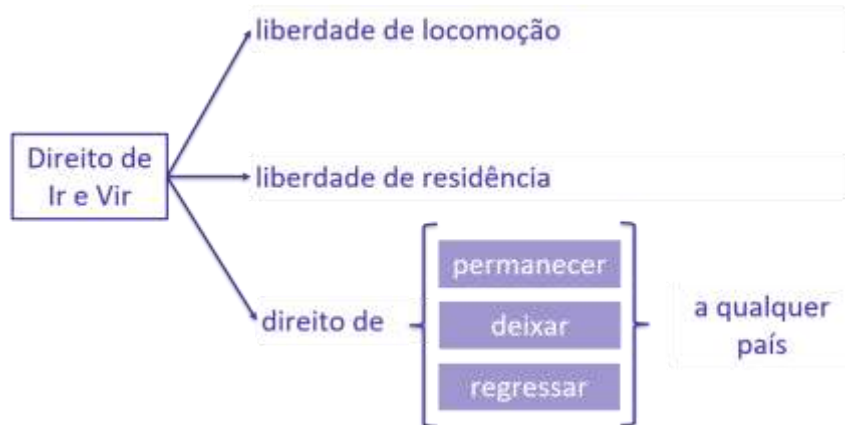 liberdade de locomoção
Direito de
Ir e Vir
liberdade de residência
direito de
permanecer
deixar
regressar
a qualquer
país